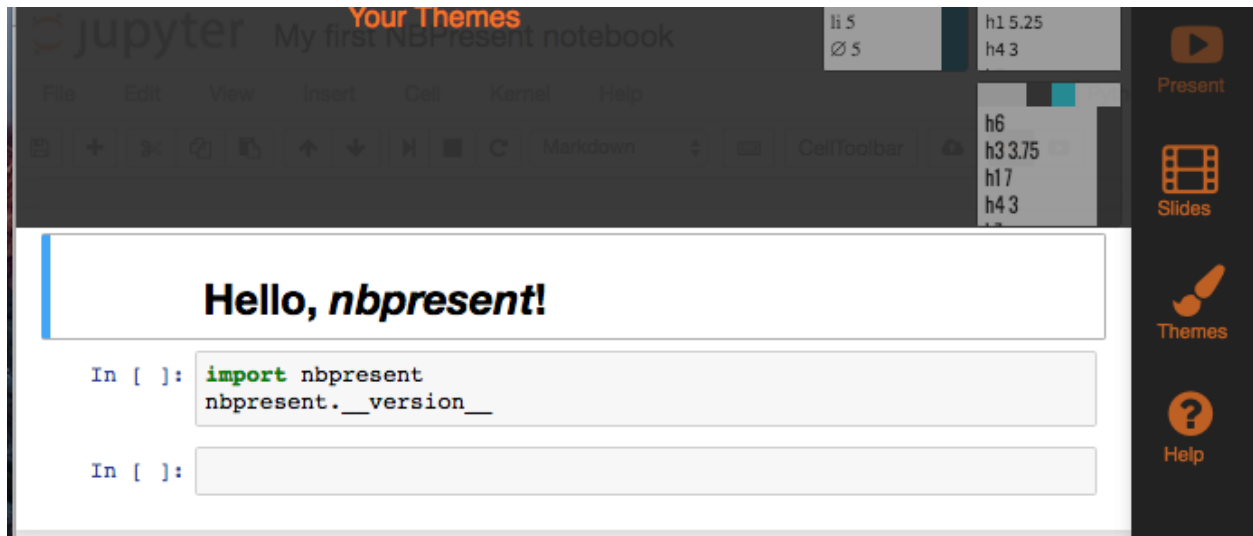 Your Themes
jupyter My first NBPresent notebook
li 5
∅ 5
h1 5.25
h4 3
Present
File Edit View Insert Cell Kernel Help
Markdown CellToolbar
h6
h3 3.75
h1 7
h4 3
Slides
Hello, nbpresent!
Themes
In [ ]: import nbpresent
nbpresent.__version__
In [ ]:
Help